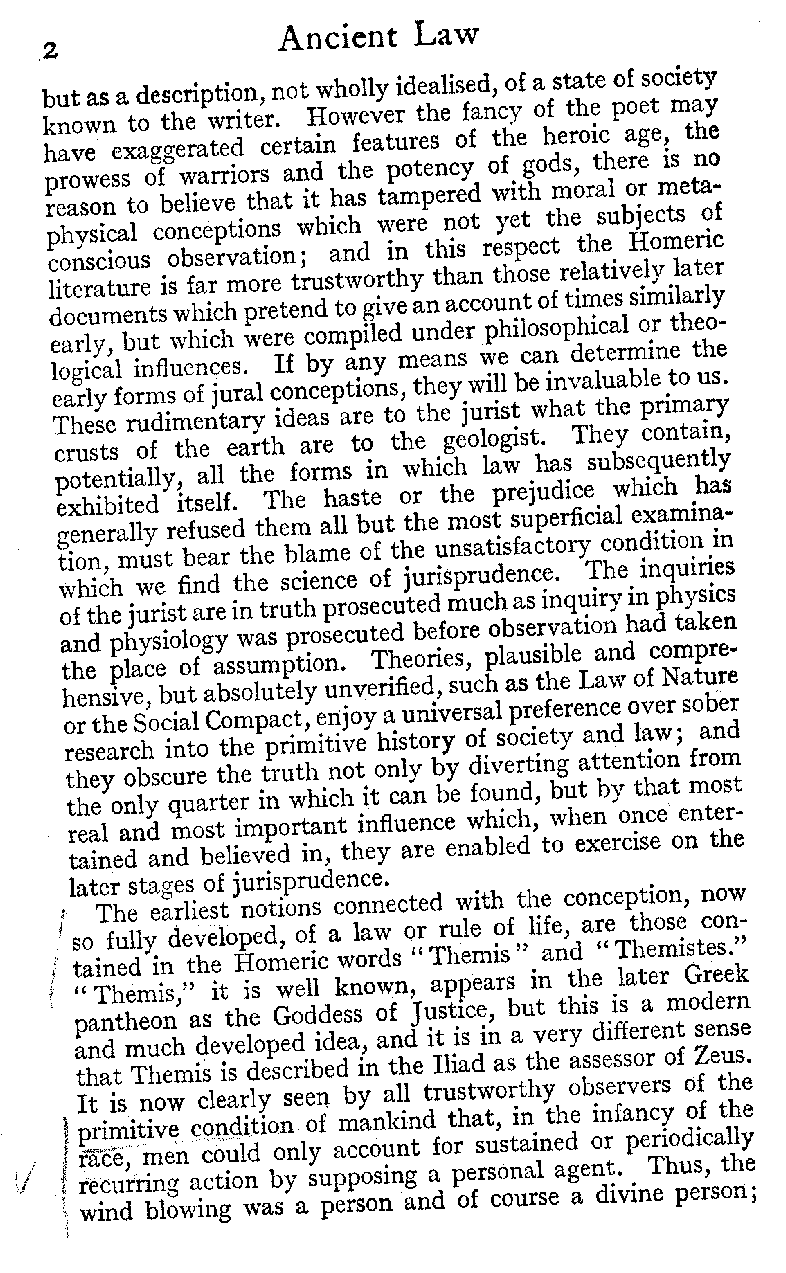 2 Ancient Law
but as a description, not wholly idealised, of a state of society
known to the writer. However the fancy of the poet may
have exaggerated certain features of the heroic age, the
prowess of warriors and the potency of gods, there is no
reason to believe that it has tampered with moral or meta-
physical conceptions which were not yet the subjects of
conscious observation; and in this respect the Homeric
literature is far more trustworthy than those relatively later
documents which pretend to give an account of times similarly
early, but which were compiled under philosophical or theo-
logical influences. If by any means we can determine the
early forms of jural conceptions, they will be invaluable to us.
These rudimentary ideas are to the jurist what the primary
crusts of the earth are to the geologist. They contain,
potentially, all the forms in which law has subsequently
exhibited itself. The haste or the prejudice which has
generally refused them all but the most superficial examina-
tion, must bear the blame of the unsatisfactory condition in
which we find the science of jurisprudence. The inquiries
of the jurist are in truth prosecuted much as inquiry in physics
and physiology was prosecuted before observation had taken
the place of assumption. Theories, plausible and compre-
hensive, but absolutely unverified, such as the Law of Nature
or the Social Compact, enjoy a universal preference over sober
research into the primitive history of society and law; and
they obscure the truth not only by diverting attention from
the only quarter in which it can be found, but by that most
real and most important influence which, when once enter-
tained and believed in, they are enabled to exercise on the
later stages of jurisprudence.
The earliest notions connected with the conception, now
so fully developed, of a law or rule of life, are those con-
tained in the Homeric words "Themis" and "Themistes."
"Themis," it is well known, appears in the later Greek
pantheon as the Goddess of Justice, but this is a modern
and much developed idea, and it is in a very different sense
that Themis is described in the Iliad as the assessor of Zeus.
It is now clearly seen by all trustworthy observers of the
primitive condition of mankind that, in the infancy of the
race, men could only account for sustained or periodically
recurring action by supposing a personal agent. Thus, the
wind blowing was a person and of course a divine person;